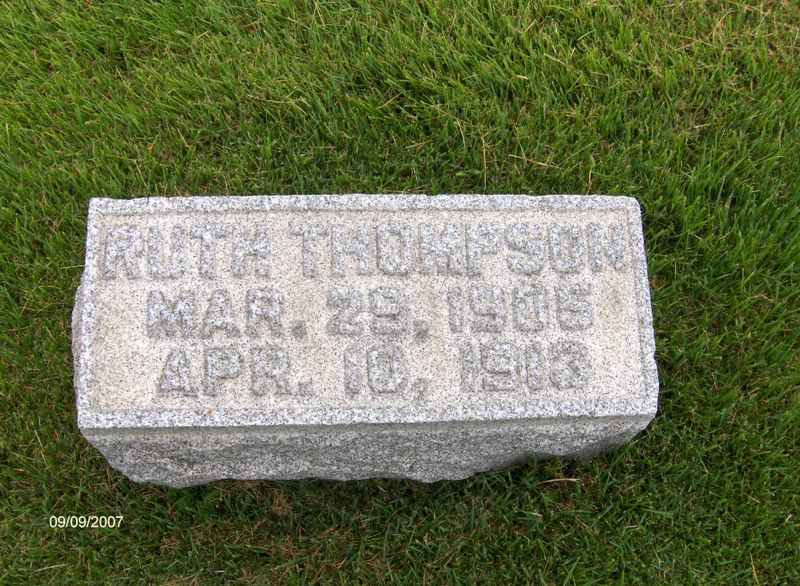 RUTH THOMPSON
MAR. 29, 1905
APR. 10, 1913
09/09/2007